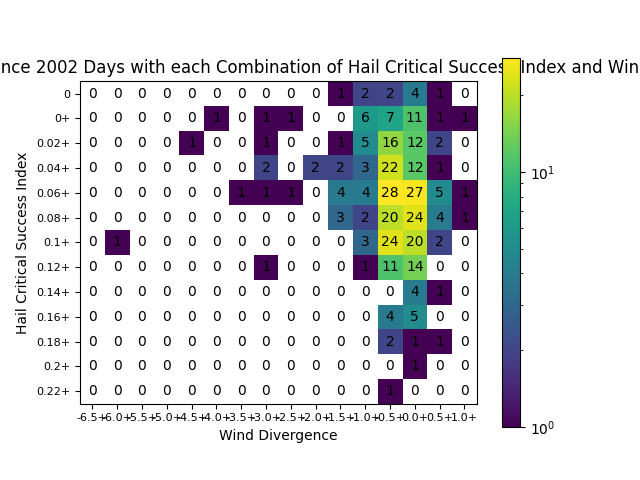 nce 2002 Days with each Combination of Hail Critical Success Index and Win
0 0 0 0 0 0 0 0 0 0 0 1 2 2 4 1 0
0+ 0 0 0 0 0 1 0 1 1 0 0 6 7 11 1 1
0.02+ 0 0 0 0 1 0 0 1 0 0 1 5 16 12 2 0
0.04+ 0 0 0 0 0 0 0 2 0 2 2 3 22 12 1 0
0.06+ 0 0 0 0 0 0 1 1 1 0 4 4 28 27 5 1
0.08+ 0 0 0 0 0 0 0 0 0 0 3 2 20 24 4 1
0.1+ 0 1 0 0 0 0 0 0 0 0 0 3 24 20 2 0
0.12+ 0 0 0 0 0 0 0 1 0 0 0 1 11 14 0 0
0.14+ 0 0 0 0 0 0 0 0 0 0 0 0 0 4 1 0
0.16+ 0 0 0 0 0 0 0 0 0 0 0 0 4 5 0 0
0.18+ 0 0 0 0 0 0 0 0 0 0 0 0 2 1 1 0
0.2+ 0 0 0 0 0 0 0 0 0 0 0 0 0 1 0 0
0.22+ 0 0 0 0 0 0 0 0 0 0 0 0 1 0 0 0
-6.5+ -6.0+ -5.5+ -5.0+ -4.5+ -4.0+ -3.5+ -3.0+ -2.5+ -2.0+ -1.5+ -1.0+ -0.5+ 0.0+ 0.5+ 1.0+
Wind Divergence
Hail Critical Success Index
10¹
10⁰